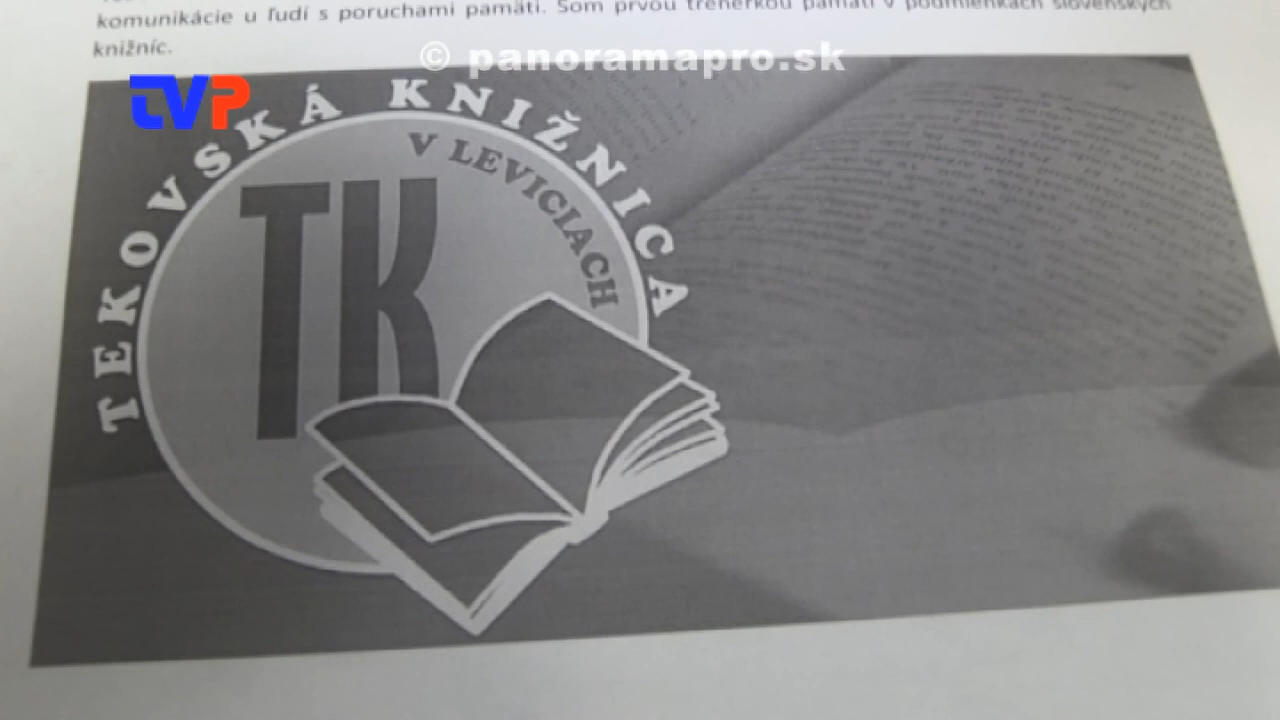 komunikácie u ľudí s poruchami pamäti. Som prvou trénerkou pamäti v podmienkach slovenských
knižníc.
© panoramapro.sk
TVP
TEKOVSKÁ KNIŽNICA
V LEVICIACH
TK